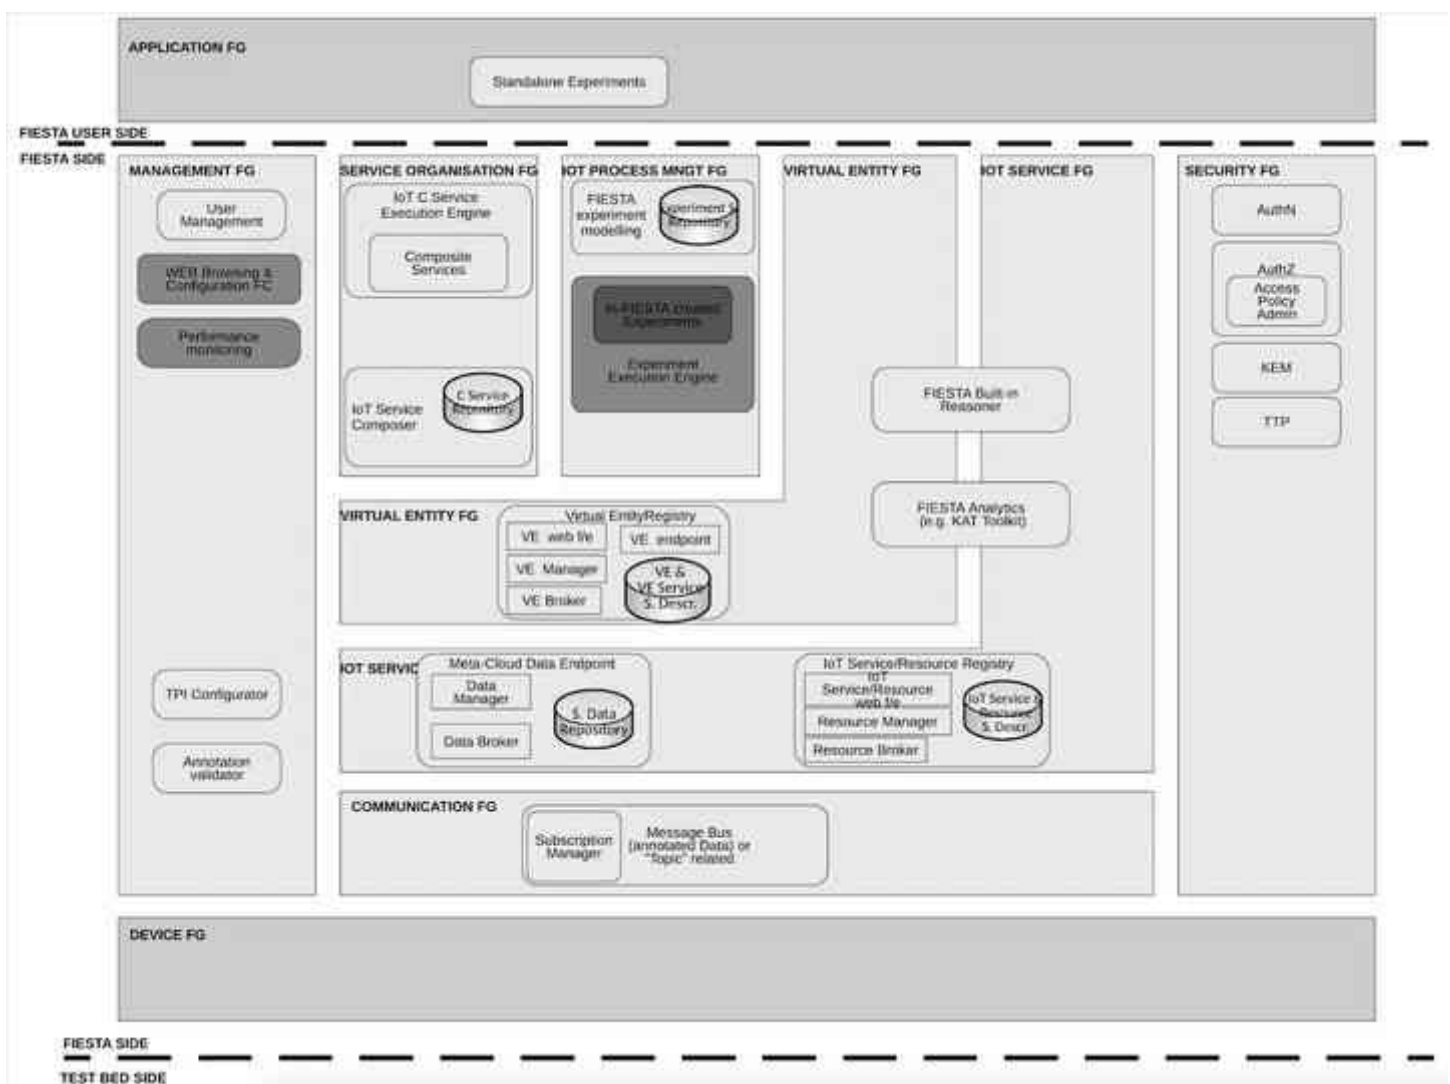 APPLICATION FG
Standalone Experiments
FIESTA USER SIDE
FIESTA SIDE
MANAGEMENT FG
User
Management
WEB Browsing &
Configuration FC
Performance
monitoring
TPI Configurator
Annotation
validator
SERVICE ORGANISATION FG
IoT C Service
Execution Engine
Composite
Services
IoT Service
Composer
C Service
Repository
IOT PROCESS MNGT FG
FIESTA
experiment
modelling
xperiment S
Repository
In-FIESTA created
Experiments
Experiment
Execution Engine
VIRTUAL ENTITY FG
IOT SERVICE FG
FIESTA Built-in
Reasoner
FIESTA Analytics
(e.g. KAT Toolkit)
SECURITY FG
AuthN
AuthZ
Access
Policy
Admin
KEM
TTP
VIRTUAL ENTITY FG
Virtual EntityRegistry
VE web I/e
VE endpoint
VE Manager
VE Broker
VE &
VE Service
S. Descr.
IOT SERVIC
Meta-Cloud Data Endpoint
Data
Manager
Data Broker
S. Data
Repository
IoT Service/Resource Registry
IoT
Service/Resource
web I/e
Resource Manager
Resource Broker
IoT Service &
Resource
S. Descr.
COMMUNICATION FG
Subscription
Manager
Message Bus
(annotated Data) or
"Topic" related
DEVICE FG
FIESTA SIDE
TEST BED SIDE